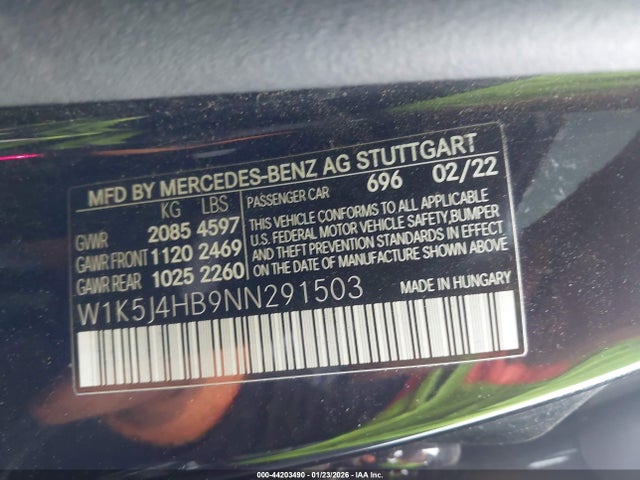 MFD BY MERCEDES-BENZ AG STUTTGART
KG LBS
GVWR 2085 4597
GAWR FRONT 1120 2469
GAWR REAR 1025 2260
PASSENGER CAR 696 02/22
THIS VEHICLE CONFORMS TO ALL APPLICABLE
U.S. FEDERAL MOTOR VEHICLE SAFETY, BUMPER
AND THEFT PREVENTION STANDARDS IN EFFECT
ON THE DATE OF MANUFACTURE SHOWN ABOVE
MADE IN HUNGARY
W1K5J4HB9NN291503
000-44203490 - 01/23/2026 - IAA Inc.